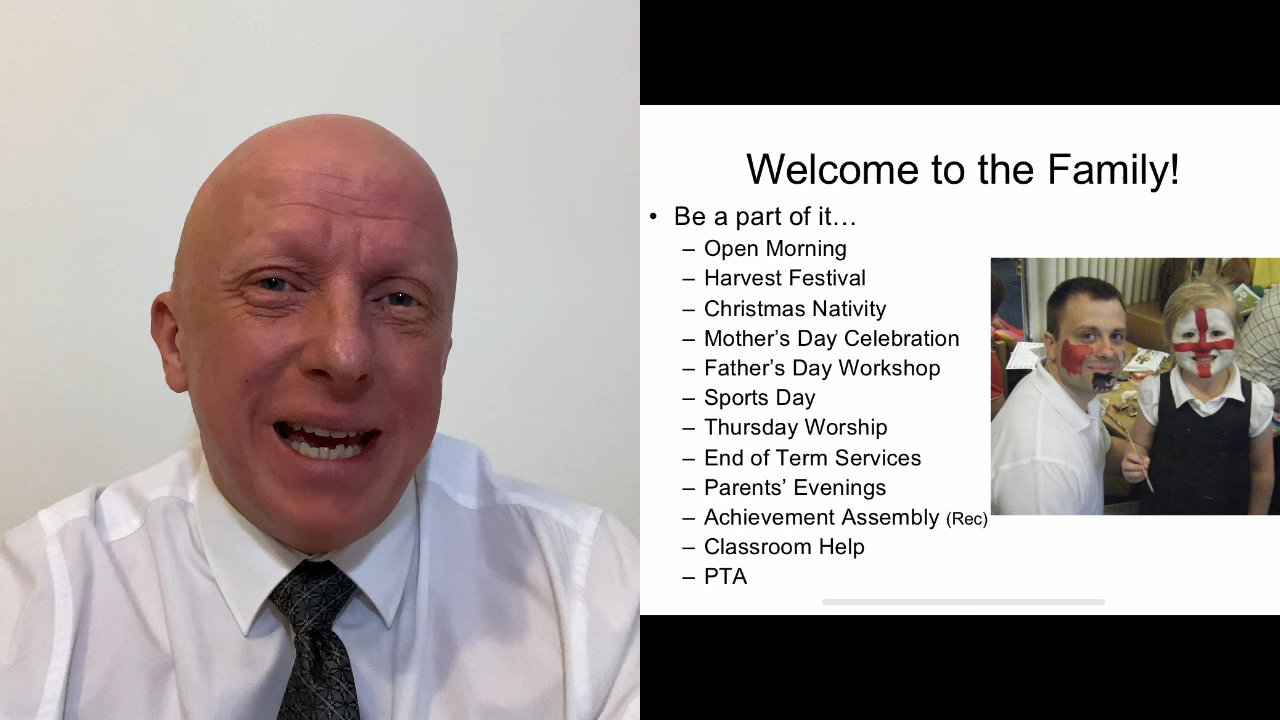 Welcome to the Family!
• Be a part of it…
– Open Morning
– Harvest Festival
– Christmas Nativity
– Mother’s Day Celebration
– Father’s Day Workshop
– Sports Day
– Thursday Worship
– End of Term Services
– Parents’ Evenings
– Achievement Assembly (Rec)
– Classroom Help
– PTA